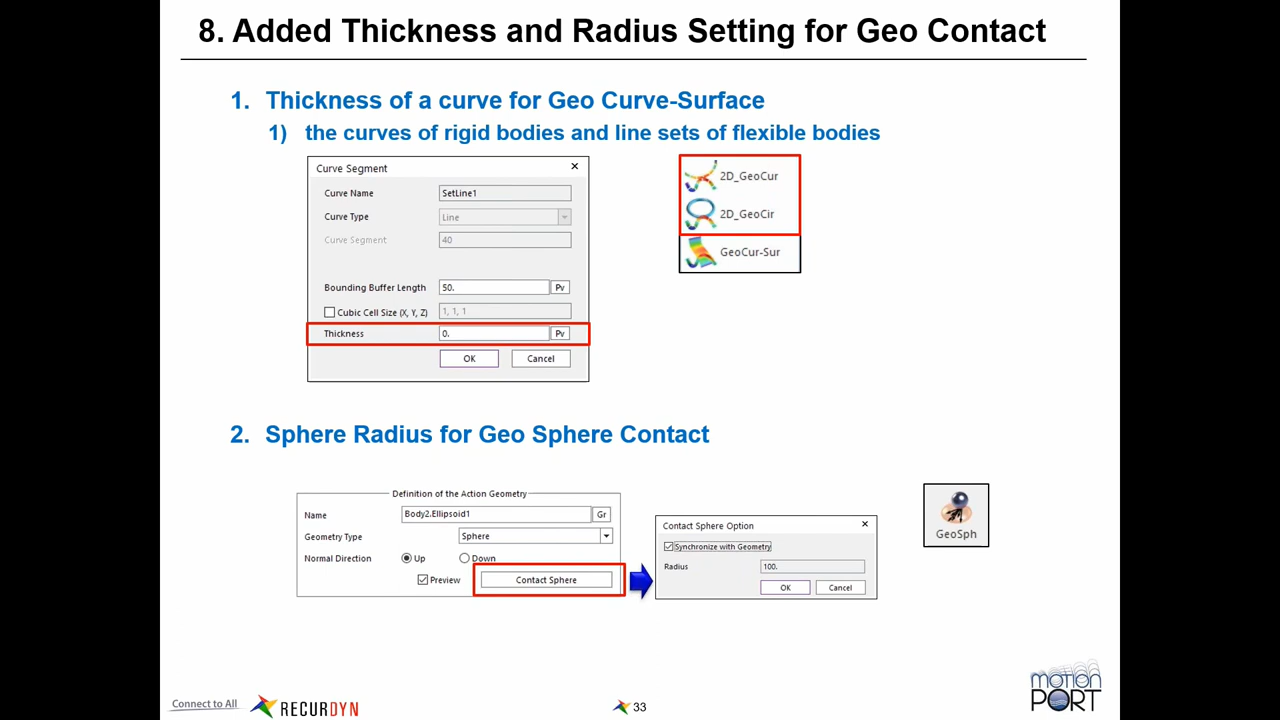 8. Added Thickness and Radius Setting for Geo Contact
1. Thickness of a curve for Geo Curve-Surface
1) the curves of rigid bodies and line sets of flexible bodies
Curve Segment ×
Curve Name SetLine1
Curve Type Line
Curve Segment 40
Bounding Buffer Length 50. Pv
Cubic Cell Size (X, Y, Z) 1, 1, 1
Thickness 0. Pv
OK Cancel
2D_GeoCur
2D_GeoCir
GeoCur-Sur
2. Sphere Radius for Geo Sphere Contact
Definition of the Action Geometry
Name Body2.Ellipsoid1 Gr
Geometry Type Sphere
Normal Direction Up Down
Preview Contact Sphere
Contact Sphere Option ×
Synchronize with Geometry
Radius 100.
OK Cancel
GeoSph
Connect to All RECURDYN
33
MOTION
PORT